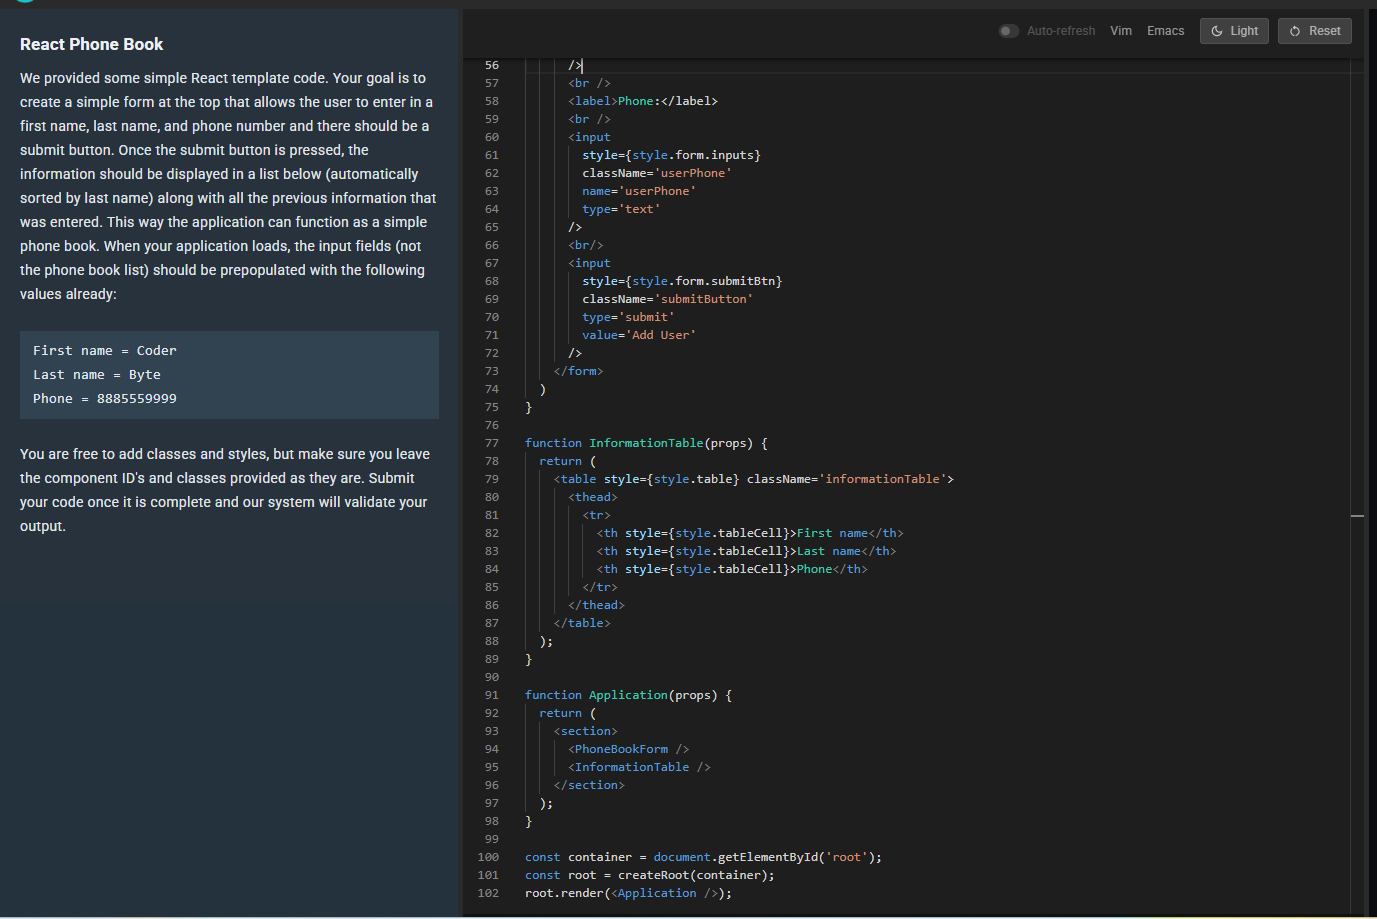 React Phone Book
We provided some simple React template code. Your goal is to
create a simple form at the top that allows the user to enter in a
first name, last name, and phone number and there should be a
submit button. Once the submit button is pressed, the
information should be displayed in a list below (automatically
sorted by last name) along with all the previous information that
was entered. This way the application can function as a simple
phone book. When your application loads, the input fields (not
the phone book list) should be prepopulated with the following
values already:
First name = Coder
Last name = Byte
Phone = 8885559999
You are free to add classes and styles, but make sure you leave
the component ID's and classes provided as they are. Submit
your code once it is complete and our system will validate your
output.
Auto-refresh Vim Emacs Light Reset
56 />
57 <br />
58 <label>Phone:</label>
59 <br />
60 <input
61 style={style.form.inputs}
62 className='userPhone'
63 name='userPhone'
64 type='text'
65 />
66 <br/>
67 <input
68 style={style.form.submitBtn}
69 className='submitButton'
70 type='submit'
71 value='Add User'
72 />
73 </form>
74 )
75 }
76
77 function InformationTable(props) {
78 return (
79 <table style={style.table} className='informationTable'>
80 <thead>
81 <tr>
82 <th style={style.tableCell}>First name</th>
83 <th style={style.tableCell}>Last name</th>
84 <th style={style.tableCell}>Phone</th>
85 </tr>
86 </thead>
87 </table>
88 );
89 }
90
91 function Application(props) {
92 return (
93 <section>
94 <PhoneBookForm />
95 <InformationTable />
96 </section>
97 );
98 }
99
100 const container = document.getElementById('root');
101 const root = createRoot(container);
102 root.render(<Application />);